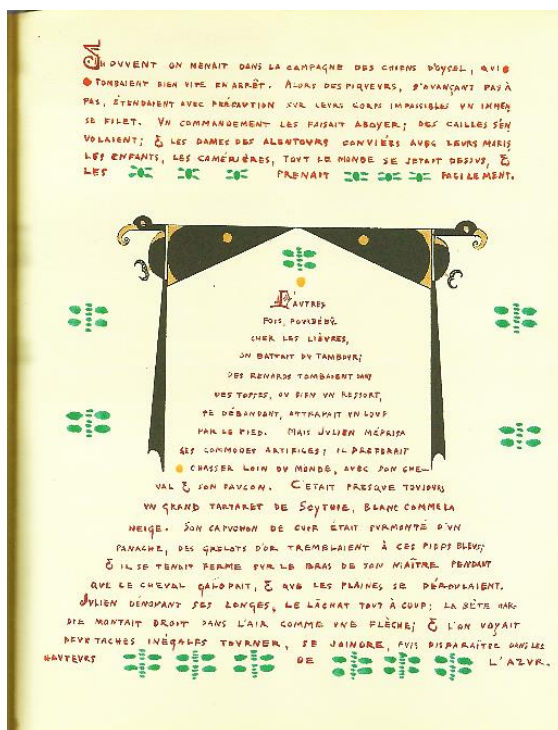 SOUVENT ON MENAIT DANS LA CAMPAGNE DES CHIENS D'OYSEL, QUI
TOMBAIENT BIEN VITE EN ARRÊT. ALORS DES PIQUEURS, S'AVANÇANT PAS À
PAS, ÉTENDAIENT AVEC PRÉCAUTION SUR LEURS CORPS IMPASSIBLES UN IMMEN
SE FILET. UN COMMANDEMENT LES FAISAIT ABOYER; DES CAILLES S'EN
VOLAIENT; & LES DAMES DES ALENTOURS CONVIÉES AVEC LEURS MARIS
LES ENFANTS, LES CAMÉRIÈRES, TOUT LE MONDE SE JETAIT DESSUS, &
LES PRENAIT FACILEMENT.
D'AUTRES
FOIS, POUR DÉBÛ
CHER LES LIÈVRES,
ON BATTAIT DU TAMBOUR;
DES RENARDS TOMBAIENT DANS
DES FOSSES, OU BIEN UN RESSORT,
SE DÉBANDANT, ATTRAPAIT UN LOUP
PAR LE PIED. MAIS JULIEN MÉPRISA
CES COMMODES ARTIFICES; IL PREFERAIT
CHASSER LOIN DU MONDE, AVEC SON CHE-
VAL & SON FAUCON. C'ÉTAIT PRESQUE TOUJOURS
UN GRAND TARTARET DE SCYTHIE, BLANC COMME LA
NEIGE. SON CAPUCHON DE CUIR ÉTAIT SURMONTÉ D'UN
PANACHE, DES GRELOTS D'OR TREMBLAIENT À CES PIEDS BLEUS;
& IL SE TENAIT FERME SUR LE BRAS DE SON MAÎTRE PENDANT
QUE LE CHEVAL GALOPAIT, & QUE LES PLAINES SE DÉROULAIENT.
JULIEN DÉNOUANT SES LONGES, LE LÂCHAIT TOUT À COUP; LA BÊTE HAR-
DIE MONTAIT DROIT DANS L'AIR COMME UNE FLÈCHE; & L'ON VOYAIT
DEUX TACHES INÉGALES TOURNER, SE JOINDRE, PUIS DISPARAÎTRE DANS LES
HAUTEURS DE L'AZUR.